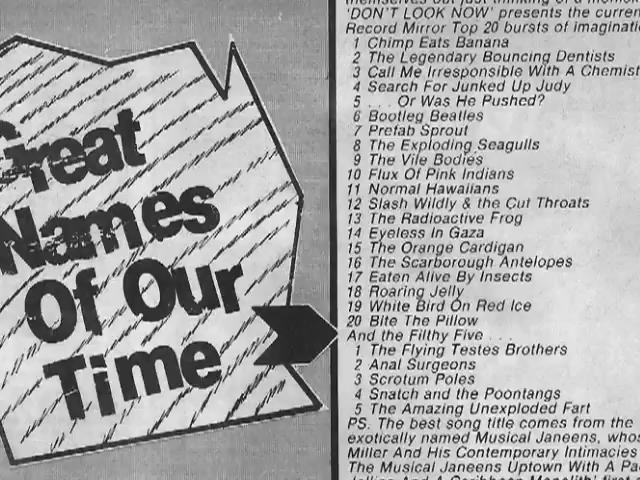 Great
Names
Of Our
Time
themselves out just thinking of a
'DON'T LOOK NOW' presents the
Record Mirror Top 20 bursts of
1 Chimp Eats Banana
2 The Legendary Bouncing Dentists
3 Call Me Irresponsible With A
4 Search For Junked Up Judy
5 . . . Or Was He Pushed?
6 Bootleg Beatles
7 Prefab Sprout
8 The Exploding Seagulls
9 The Vile Bodies
10 Flux Of Pink Indians
11 Normal Hawaiians
12 Slash Wildly & the Cut Throats
13 The Radioactive Frog
14 Eyeless In Gaza
15 The Orange Cardigan
16 The Scarborough Antelopes
17 Eaten Alive By Insects
18 Roaring Jelly
19 White Bird On Red Ice
20 Bite The Pillow
And the Filthy Five . . .
1 The Flying Testes Brothers
2 Anal Surgeons
3 Scrotum Poles
4 Snatch and the Poontangs
5 The Amazing Unexploded Fart
PS. The best song title comes from the
exotically named Musical Janeens,
Miller And His Contemporary Intimacies
The Musical Janeens Uptown With A